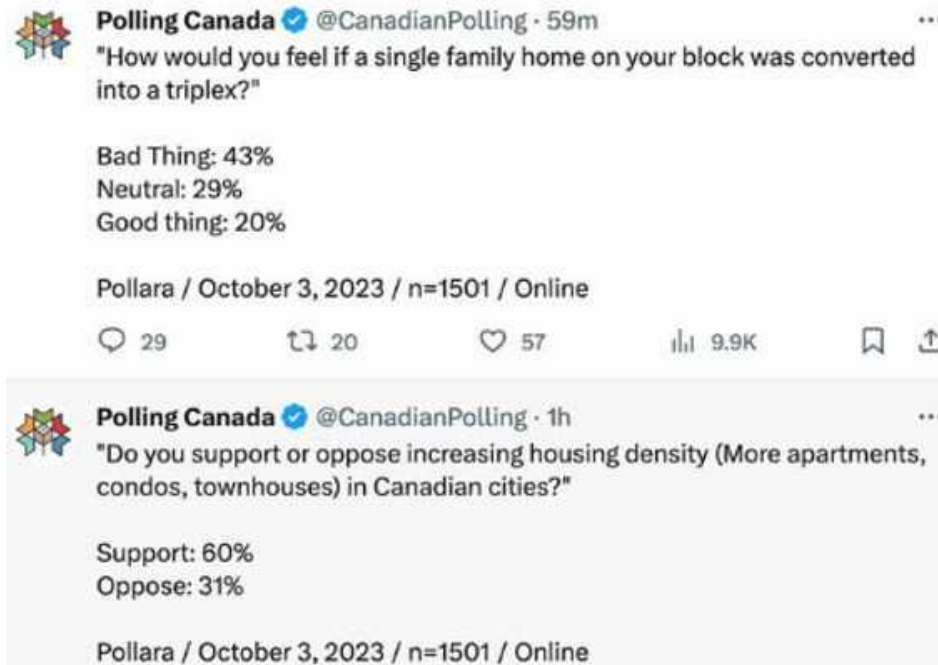 Polling Canada @CanadianPolling · 59m
"How would you feel if a single family home on your block was converted
into a triplex?"
Bad Thing: 43%
Neutral: 29%
Good thing: 20%
Pollara / October 3, 2023 / n=1501 / Online
29 20 57 9.9K
Polling Canada @CanadianPolling · 1h
"Do you support or oppose increasing housing density (More apartments,
condos, townhouses) in Canadian cities?"
Support: 60%
Oppose: 31%
Pollara / October 3, 2023 / n=1501 / Online